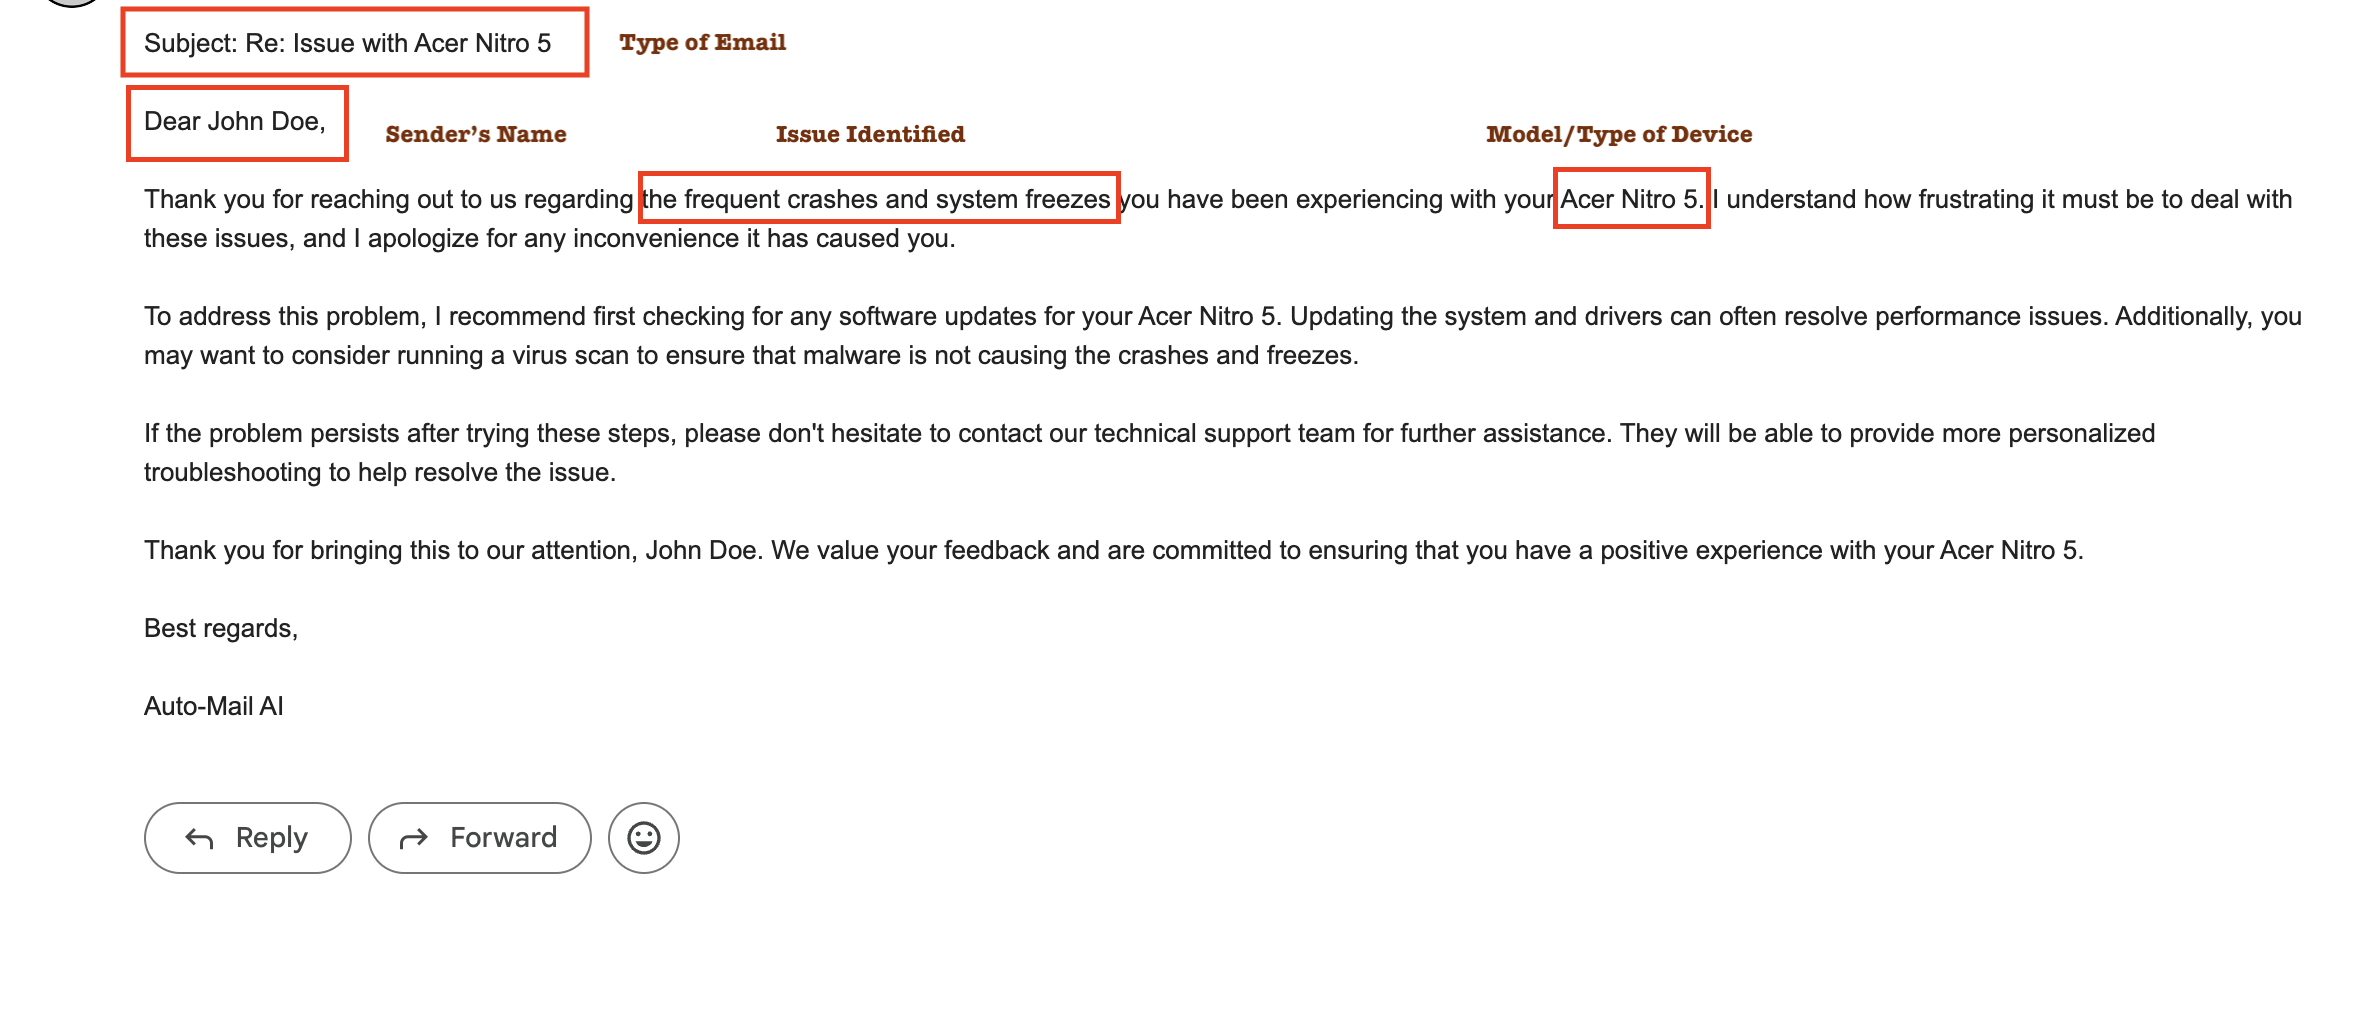 Subject: Re: Issue with Acer Nitro 5 Type of Email
Dear John Doe,
Sender's Name Issue Identified Model/Type of Device
Thank you for reaching out to us regarding the frequent crashes and system freezes you have been experiencing with your Acer Nitro 5. I understand how frustrating it must be to deal with
these issues, and I apologize for any inconvenience it has caused you.
To address this problem, I recommend first checking for any software updates for your Acer Nitro 5. Updating the system and drivers can often resolve performance issues. Additionally, you
may want to consider running a virus scan to ensure that malware is not causing the crashes and freezes.
If the problem persists after trying these steps, please don't hesitate to contact our technical support team for further assistance. They will be able to provide more personalized
troubleshooting to help resolve the issue.
Thank you for bringing this to our attention, John Doe. We value your feedback and are committed to ensuring that you have a positive experience with your Acer Nitro 5.
Best regards,
Auto-Mail AI
Reply Forward